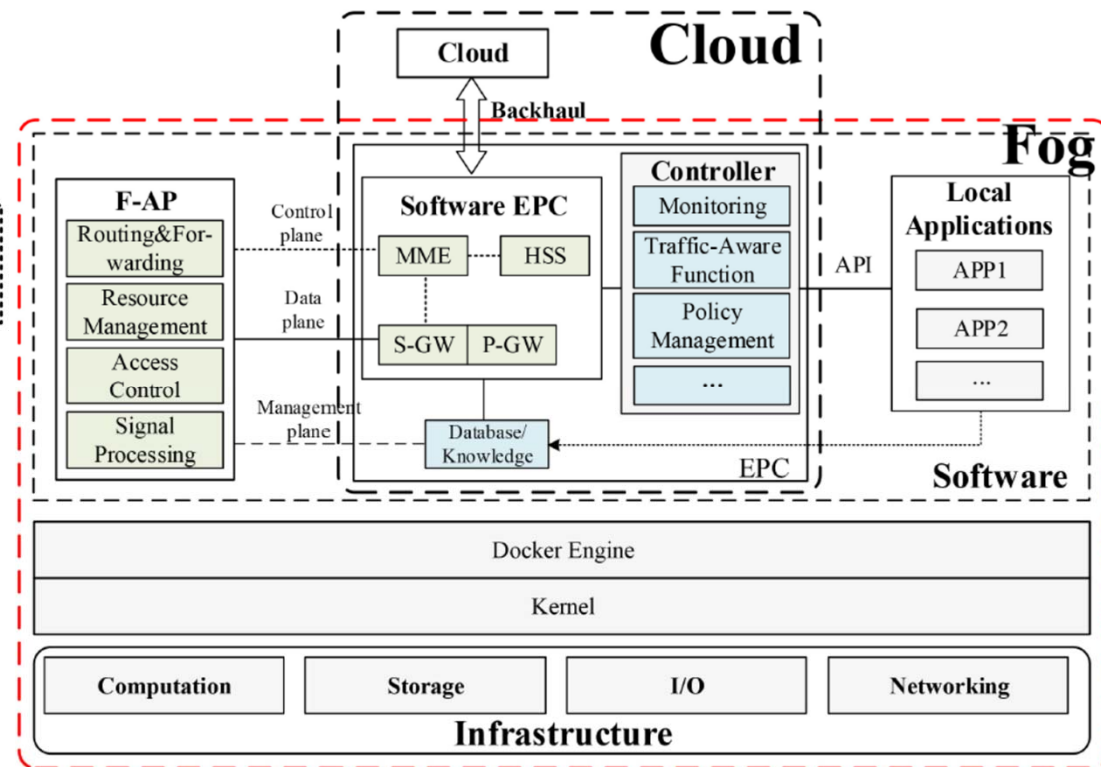 Cloud
Cloud
Backhaul
Fog
F-AP
Routing&For-
warding
Resource
Management
Access
Control
Signal
Processing
Control
plane
Data
plane
Management
plane
Software EPC
MME
HSS
S-GW
P-GW
Database/
Knowledge
EPC
Controller
Monitoring
Traffic-Aware
Function
Policy
Management
...
API
Local
Applications
APP1
APP2
...
Software
Docker Engine
Kernel
Computation
Storage
I/O
Networking
Infrastructure